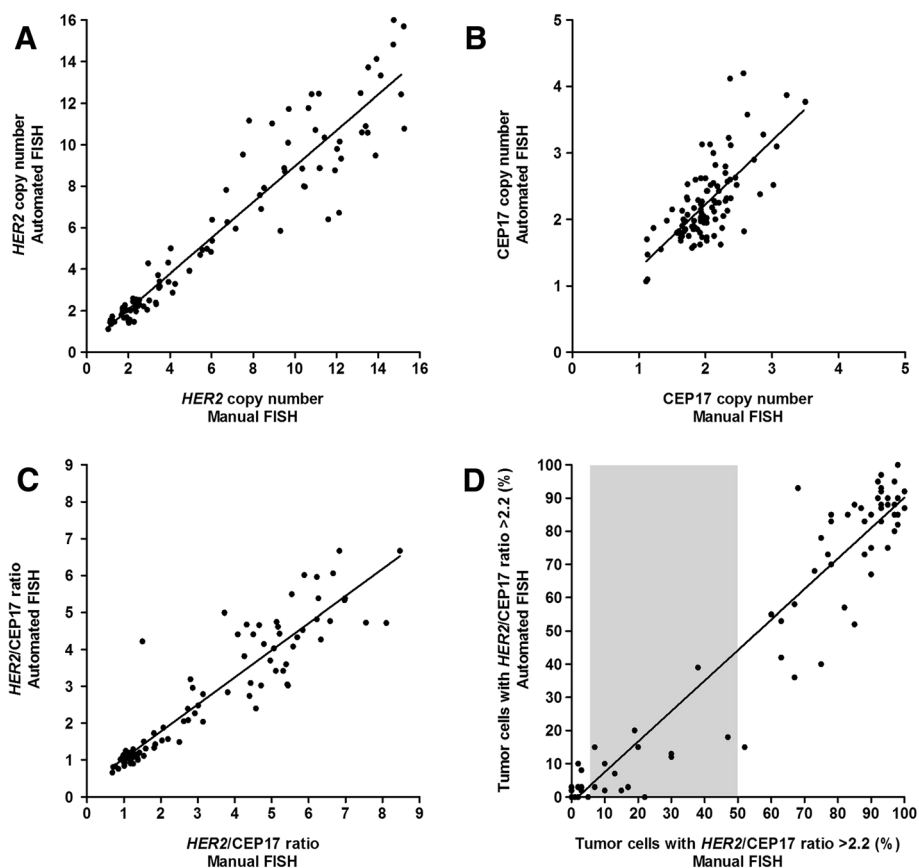 A
HER2 copy number
Automated FISH
16
14
12
10
8
6
4
2
0
0 2 4 6 8 10 12 14 16
HER2 copy number
Manual FISH
B
CEP17 copy number
Automated FISH
5
4
3
2
1
0
0 1 2 3 4 5
CEP17 copy number
Manual FISH
C
HER2/CEP17 ratio
Automated FISH
9
8
7
6
5
4
3
2
1
0
0 1 2 3 4 5 6 7 8 9
HER2/CEP17 ratio
Manual FISH
D
Tumor cells with HER2/CEP17 ratio >2.2 (%)
Automated FISH
100
90
80
70
60
50
40
30
20
10
0
0 10 20 30 40 50 60 70 80 90 100
Tumor cells with HER2/CEP17 ratio >2.2 (%)
Manual FISH